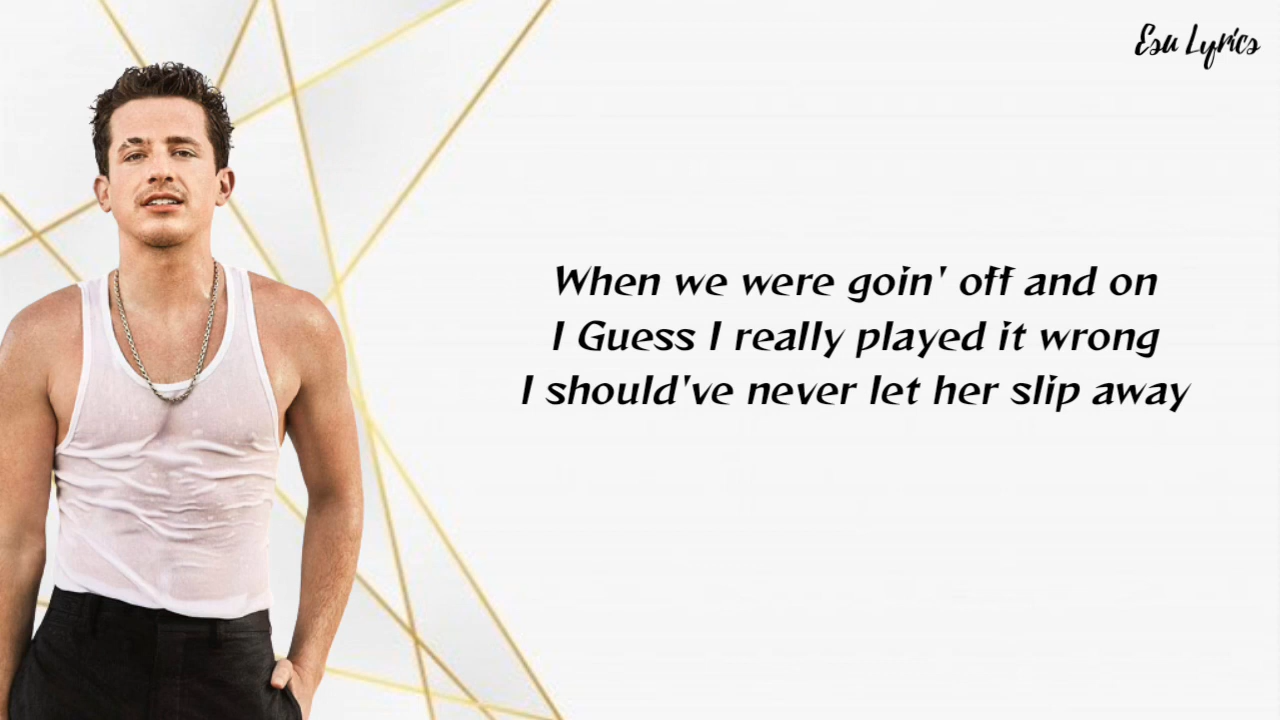 Esu Lyrics
When we were goin' off and on
I Guess I really played it wrong
I should've never let her slip away